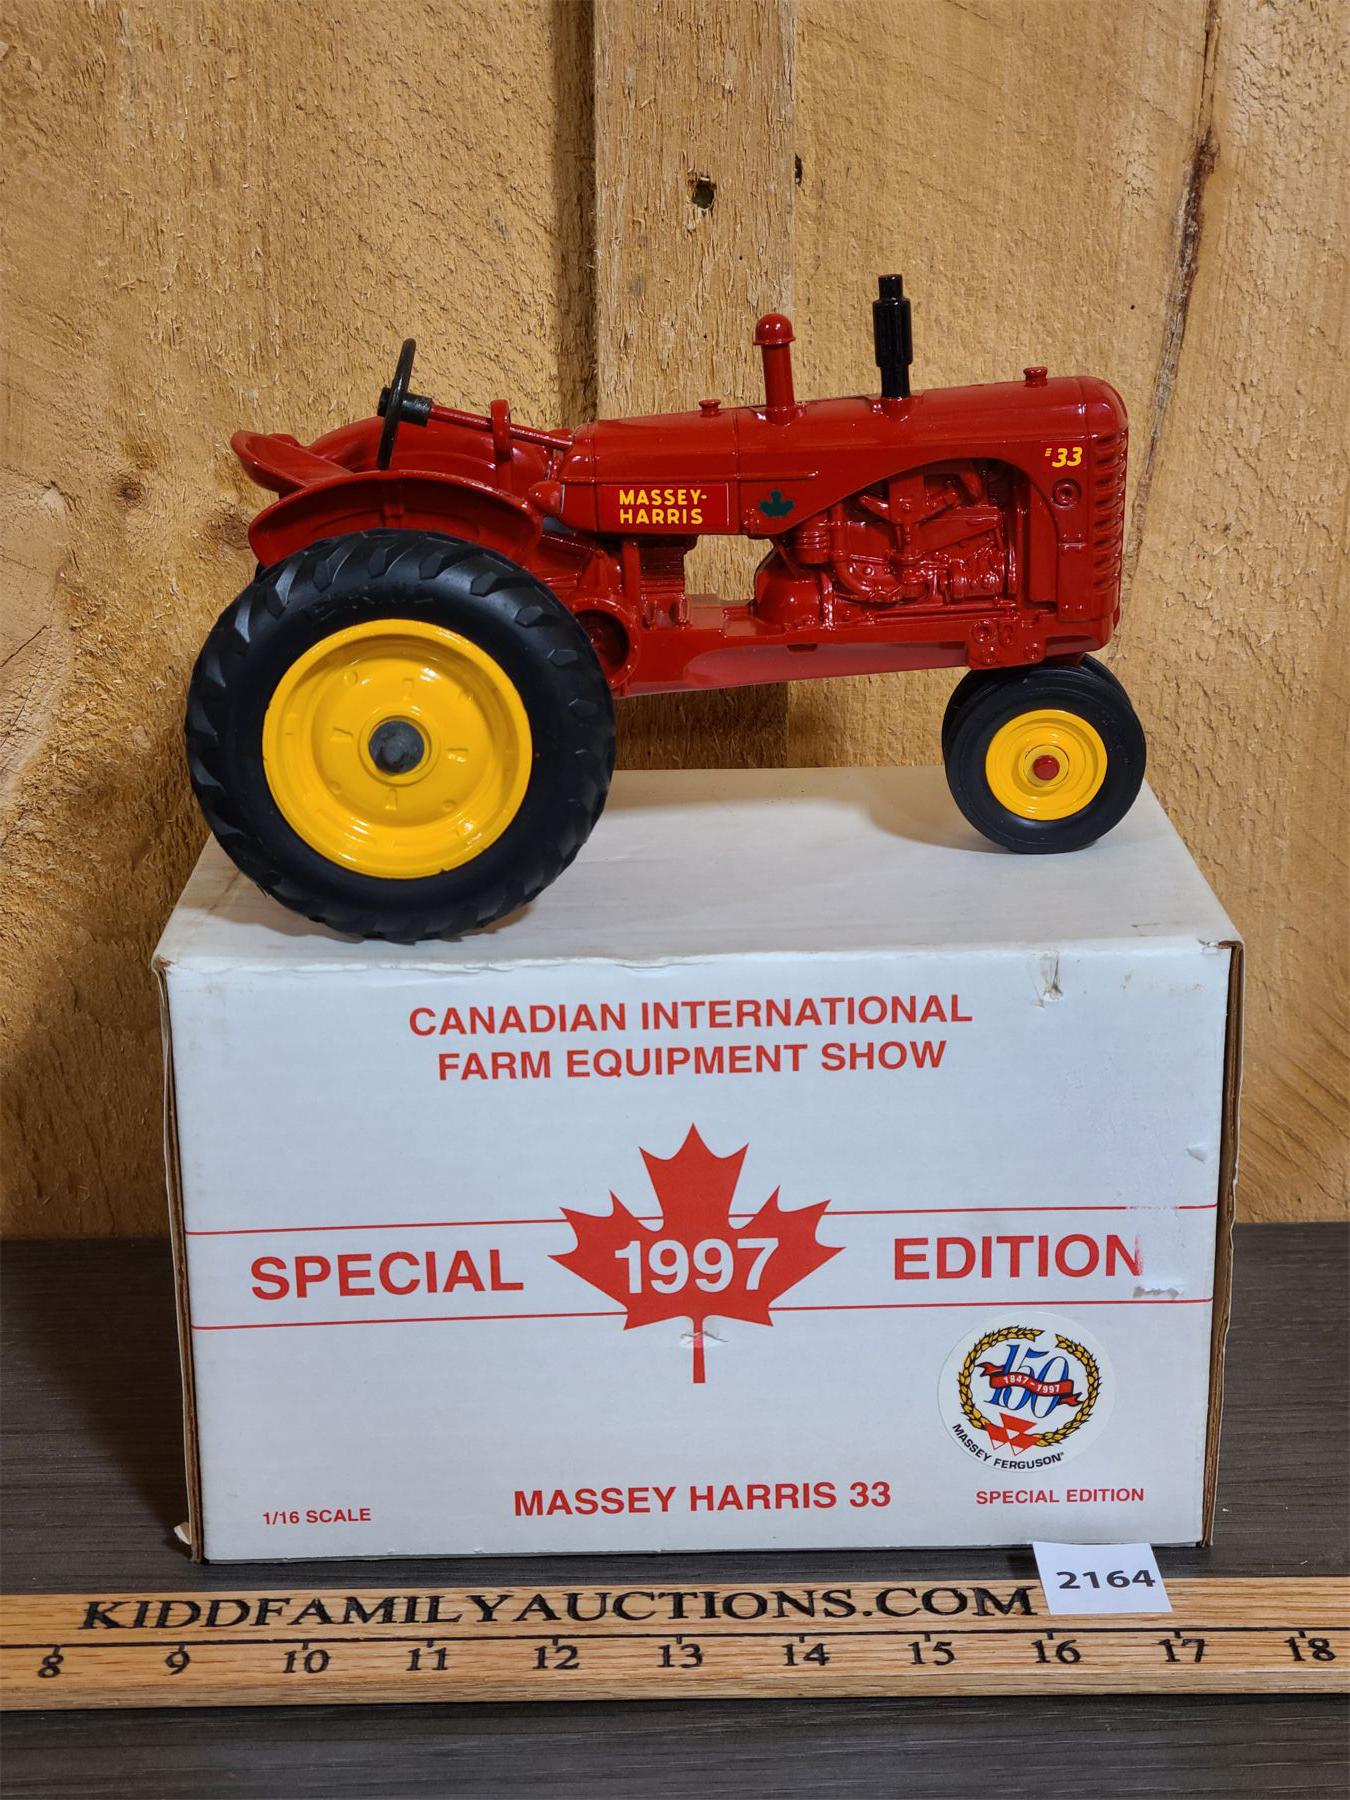 33
MASSEY-
HARRIS
CANADIAN INTERNATIONAL
FARM EQUIPMENT SHOW
SPECIAL 1997 EDITION
150
1847-1997
MASSEY FERGUSON
1/16 SCALE
MASSEY HARRIS 33
SPECIAL EDITION
2164
KIDDFAMILYAUCTIONS.COM
8 9 10 11 12 13 14 15 16 17 18